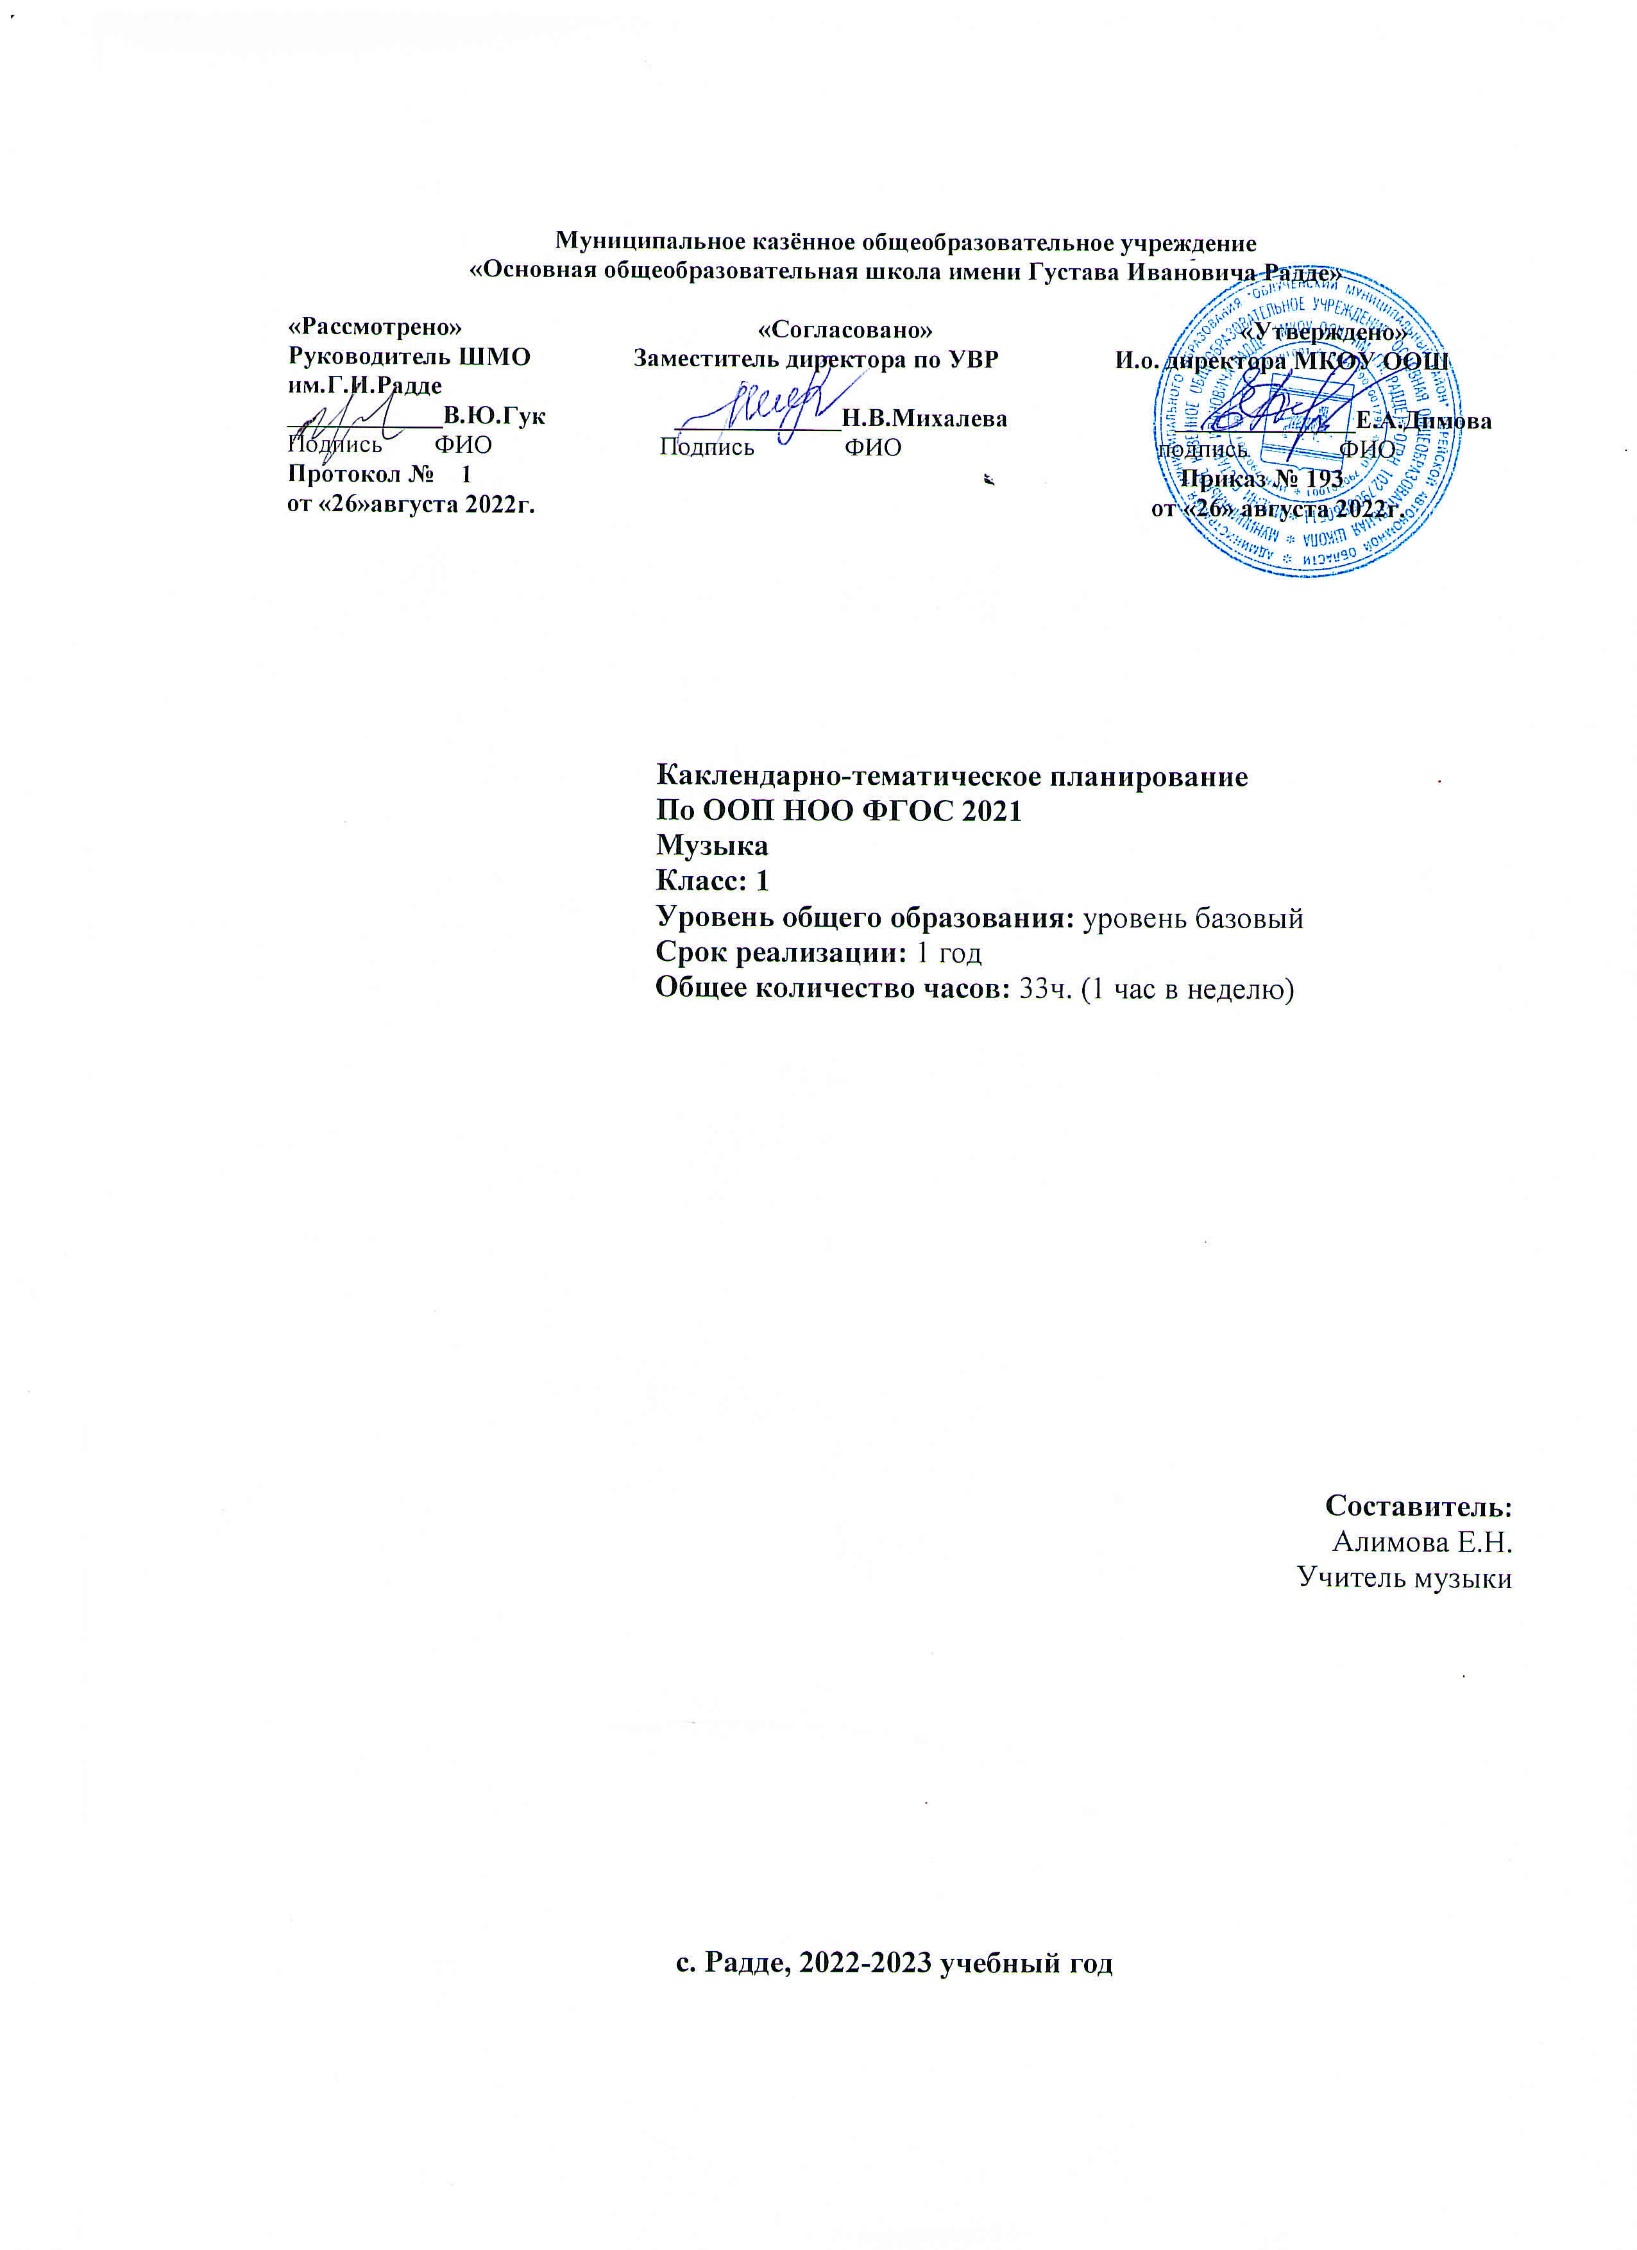 Муниципальное казённое общеобразовательное учреждение
«Основная общеобразовательная школа имени Густава Ивановича Радде»
«Рассмотрено»
Руководитель ШМО
им.Г.И.Радде
____________В.Ю.Гук
Подпись ФИО
Протокол № 1
от «26»августа 2022г.
«Согласовано»
Заместитель директора по УВР
_____________Н.В.Михалева
Подпись ФИО
«Утверждено»
И.о. директора МКОУ ООШ
______________Е.А.Димова
подпись ФИО
Приказ № 193
от «26» августа 2022г.
Каклендарно-тематическое планирование
По ООП НОО ФГОС 2021
Музыка
Класс: 1
Уровень общего образования: уровень базовый
Срок реализации: 1 год
Общее количество часов: 33ч. (1 час в неделю)
Составитель:
Алимова Е.Н.
Учитель музыки
с. Радде, 2022-2023 учебный год